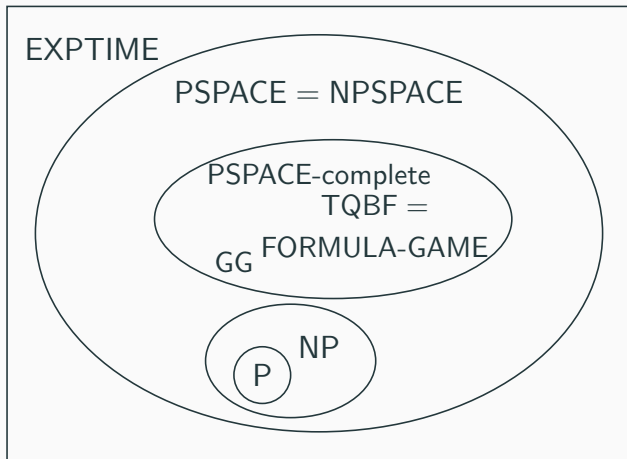 EXPTIME
PSPACE = NPSPACE
PSPACE-complete
TQBF =
FORMULA-GAME
GG
NP
P